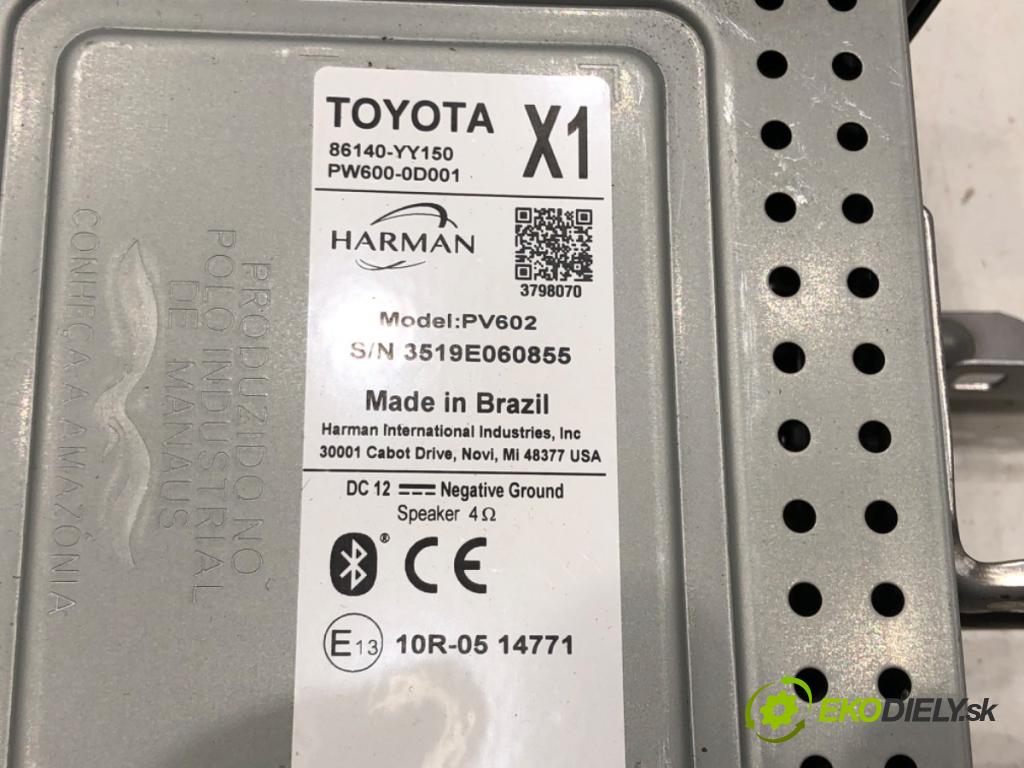 TOYOTA
X1
86140-YY150
PW600-0D001
HARMAN
3798070
Model:PV602
S/N 3519E060855
Made in Brazil
Harman International Industries, Inc
30001 Cabot Drive, Novi, Mi 48377 USA
DC 12 Negative Ground
Speaker 4Ω
CE
E13 10R-05 14771
PRODUZIDO NO
POLO INDUSTRIAL
DE MANAUS
CONHEÇA A AMAZÔNIA
EKODIELY.sk